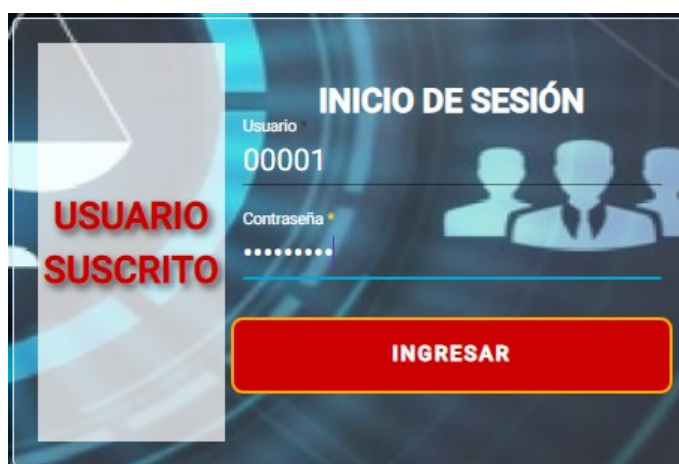 INICIO DE SESIÓN
Usuario *
00001
Contraseña *
•••••••••
USUARIO
SUSCRITO
INGRESAR